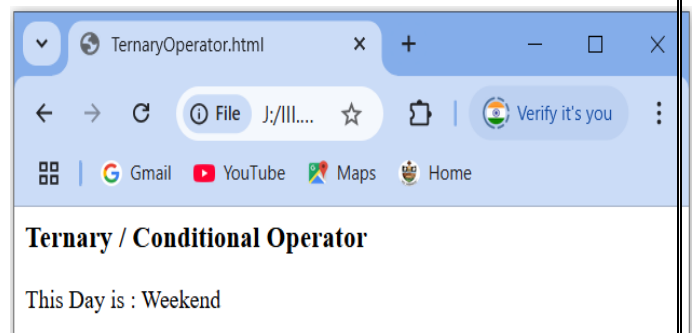 TernaryOperator.html
File J:/III....
Verify it's you
Gmail YouTube Maps Home
Ternary / Conditional Operator
This Day is : Weekend